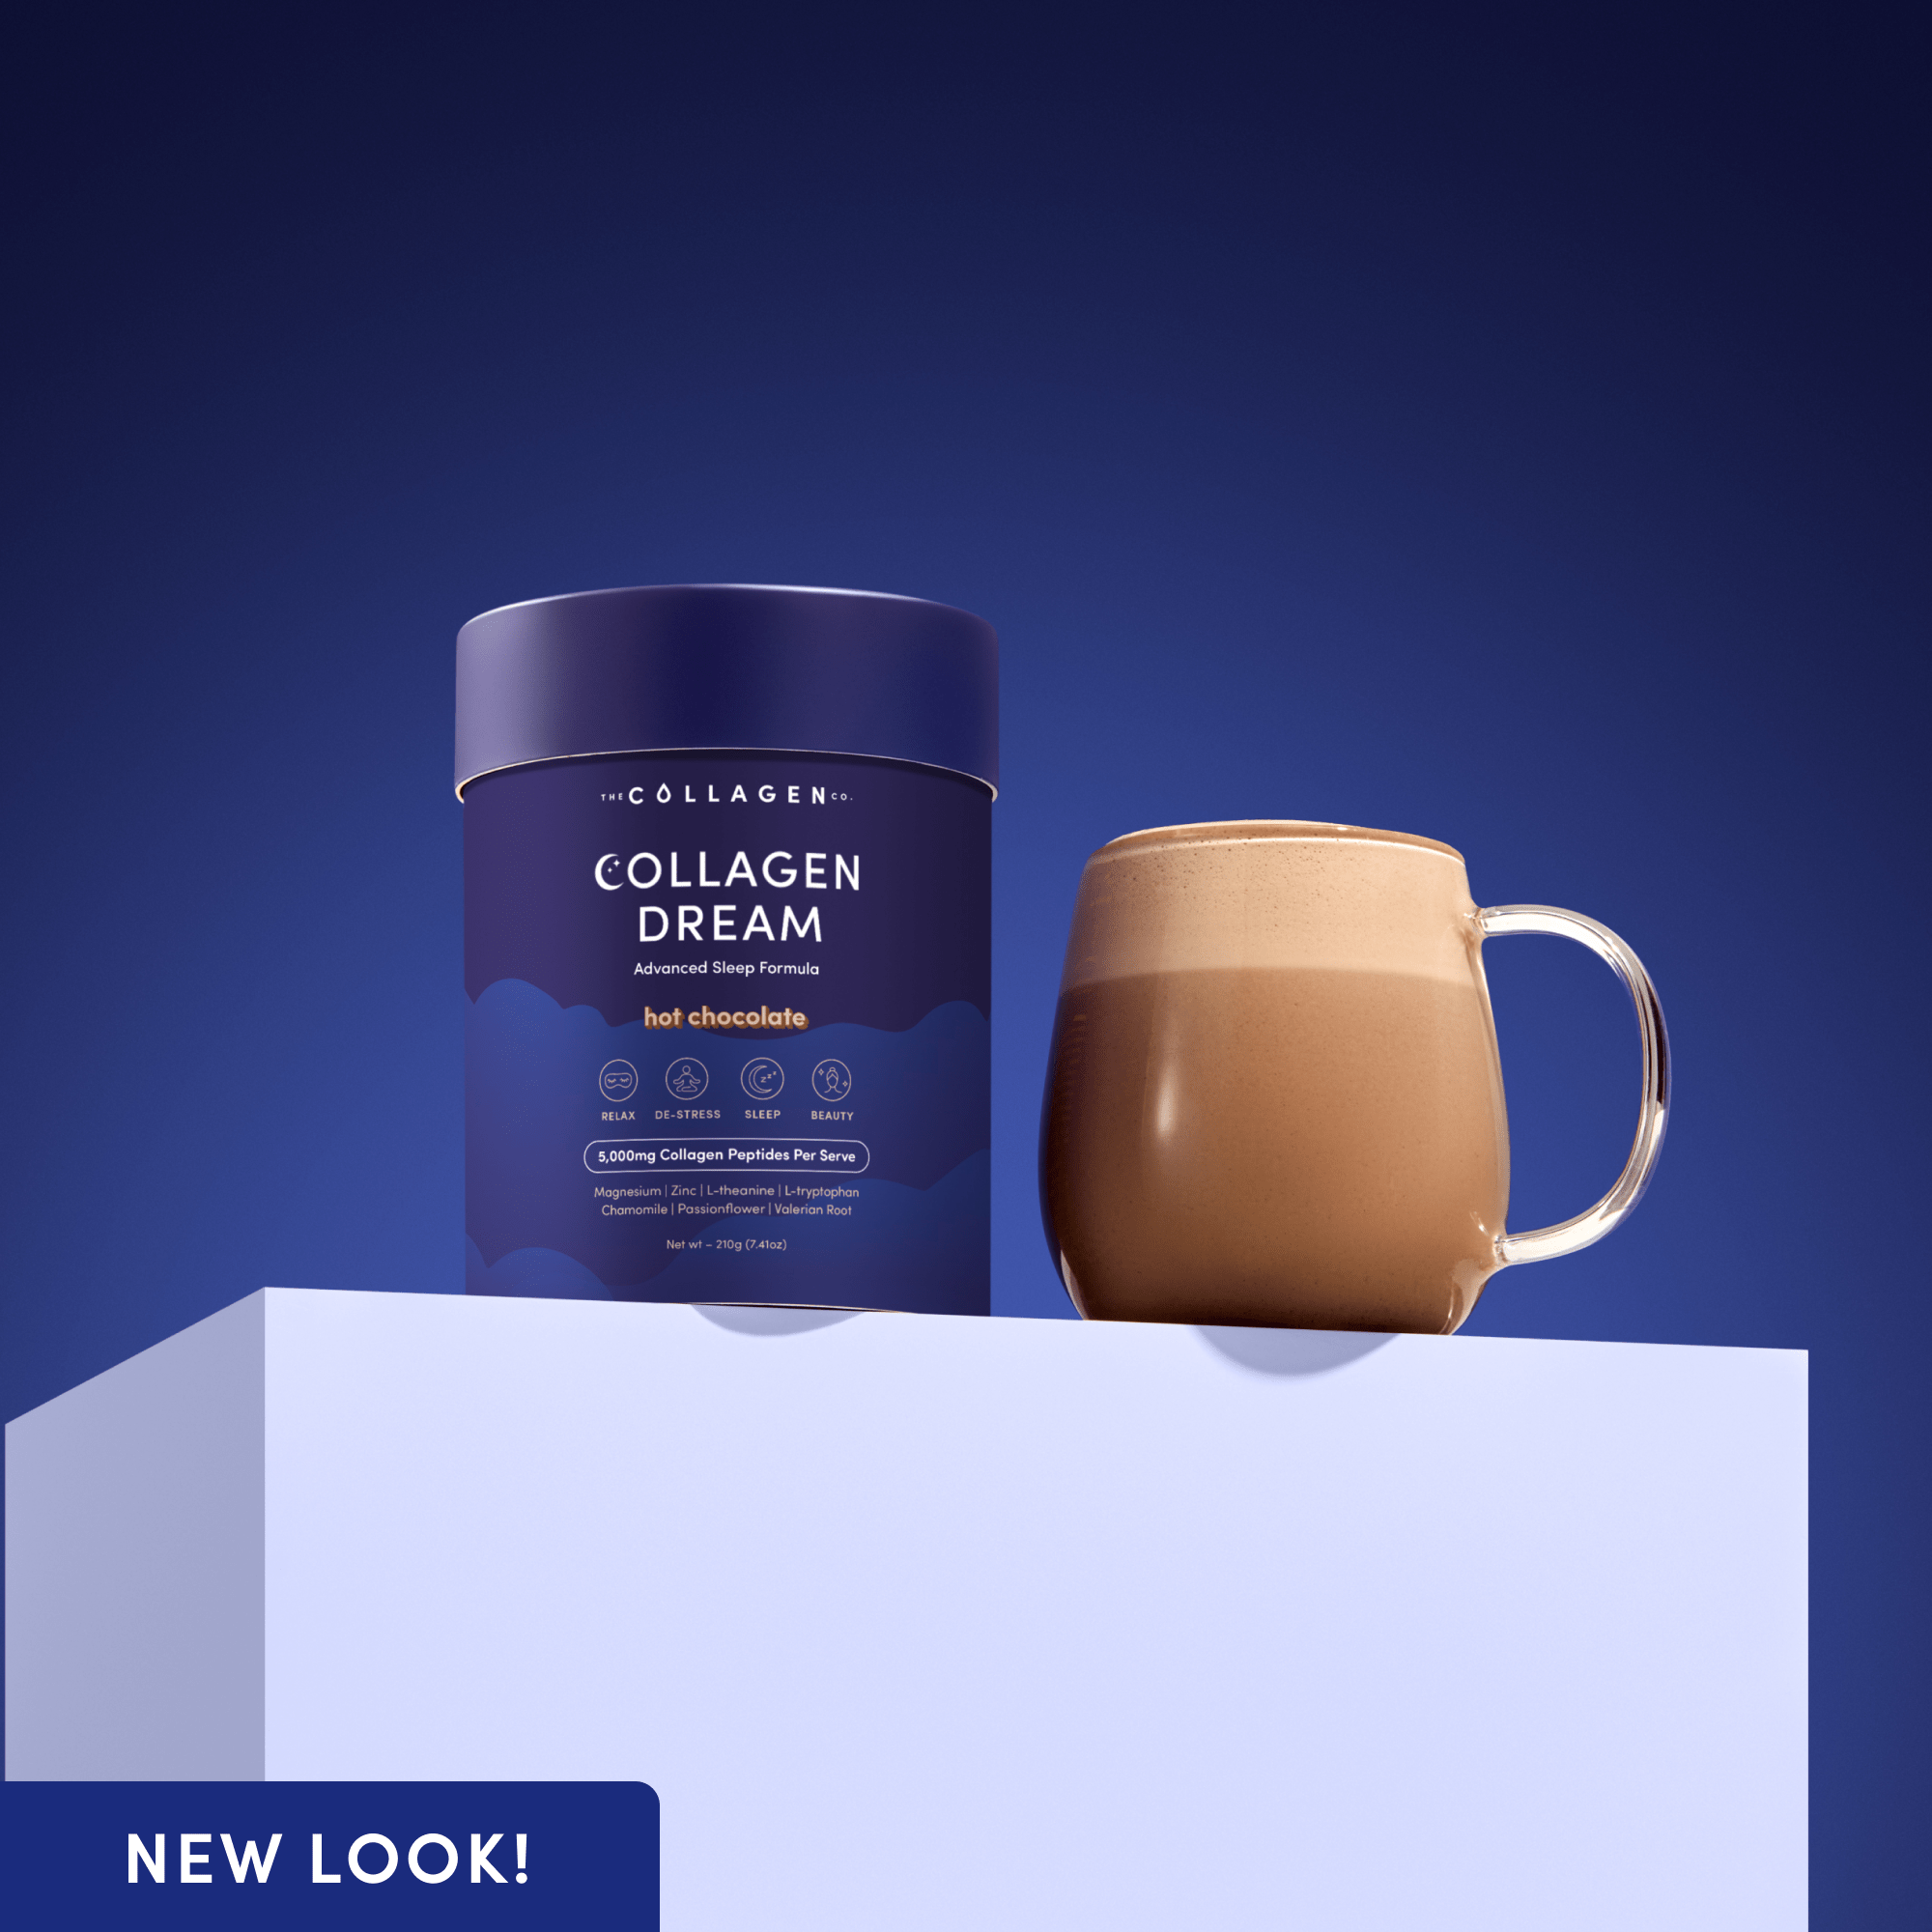 THE COLLAGEN CO.
COLLAGEN
DREAM
Advanced Sleep Formula
hot chocolate
RELAX DE-STRESS SLEEP BEAUTY
5,000mg Collagen Peptides Per Serve
Magnesium | Zinc | L-theanine | L-tryptophan
Chamomile | Passionflower | Valerian Root
Net wt – 210g (7.41oz)
NEW LOOK!